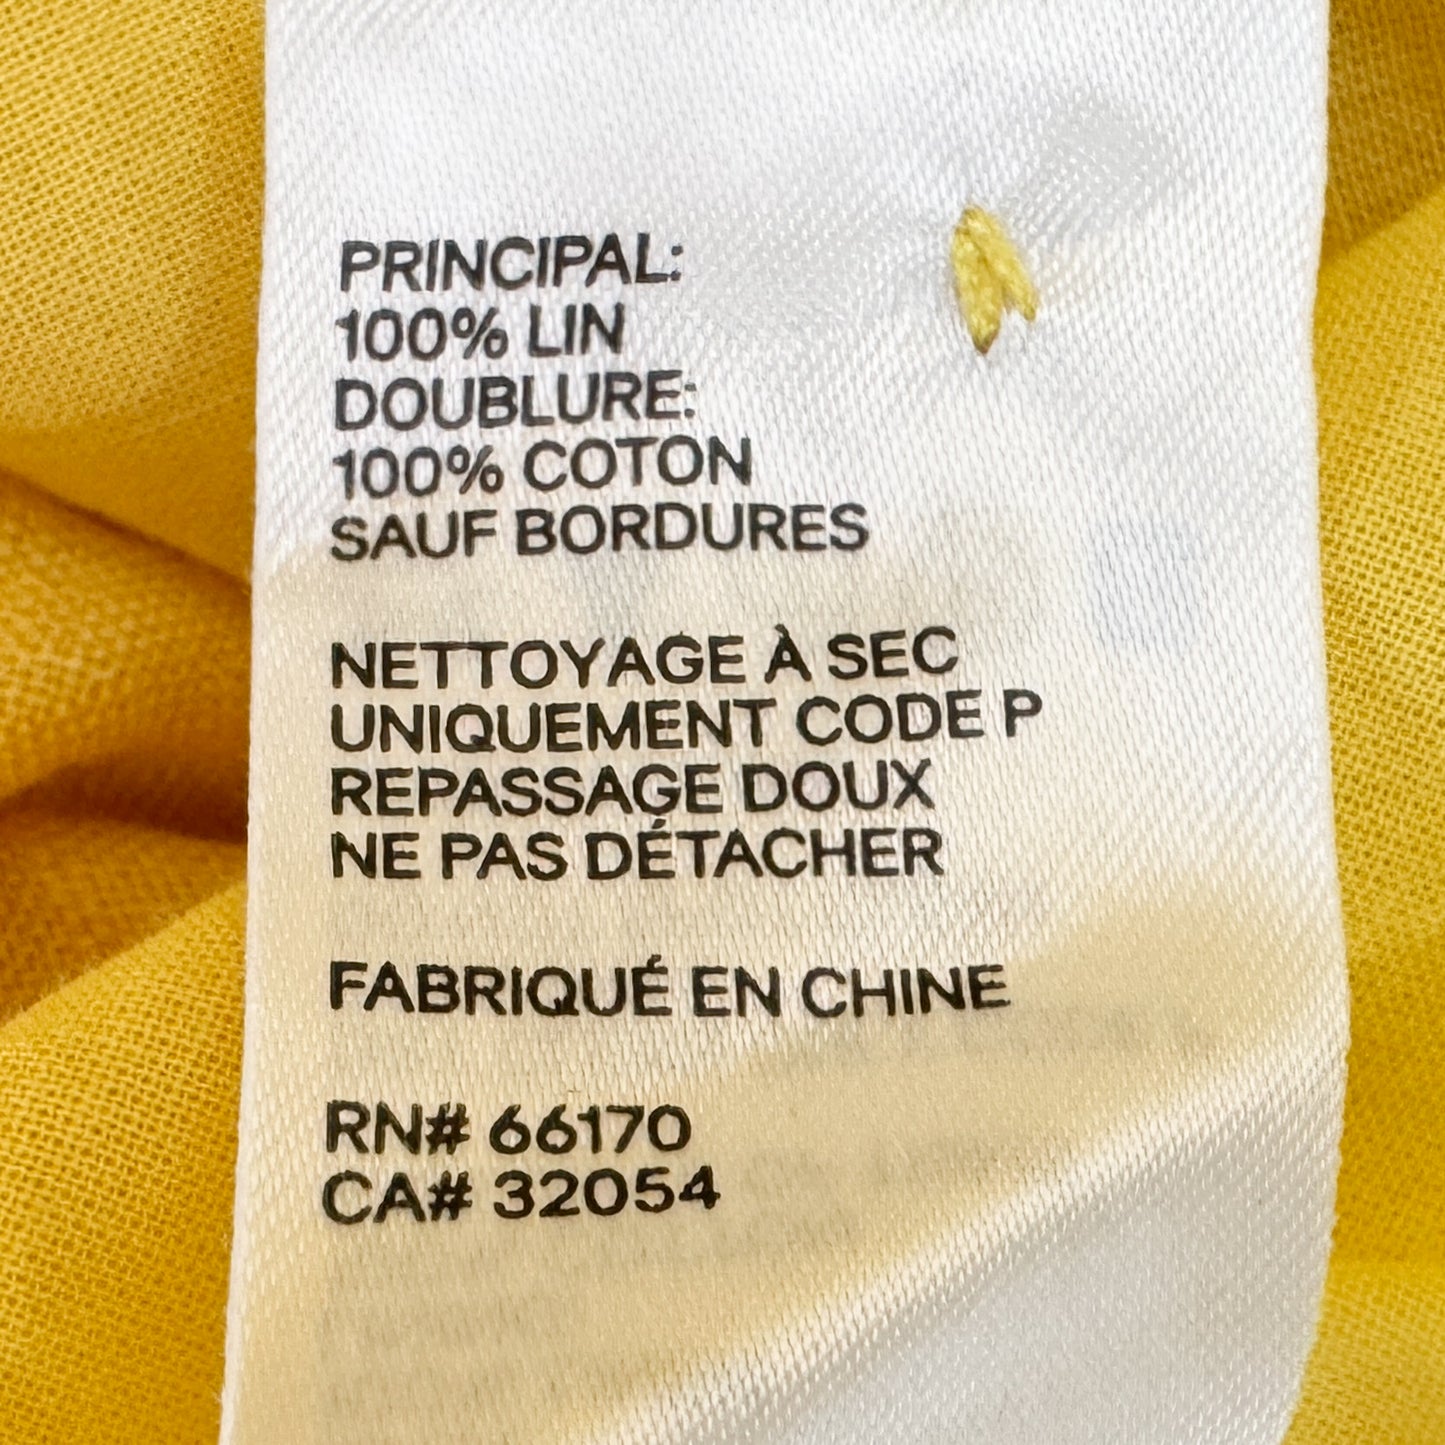 PRINCIPAL:
100% LIN
DOUBLURE:
100% COTON
SAUF BORDURES
NETTOYAGE À SEC
UNIQUEMENT CODE P
REPASSAGE DOUX
NE PAS DÉTACHER
FABRIQUÉ EN CHINE
RN# 66170
CA# 32054